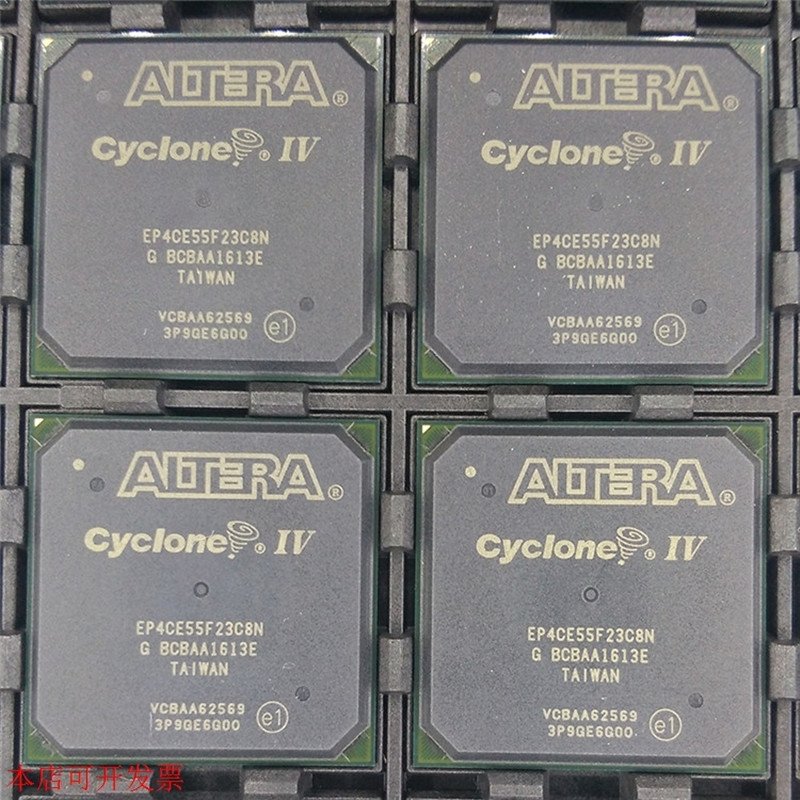 ALTERA®
Cyclone® IV
EP4CE55F23C8N
G BCBAA1613E
TAIWAN
VCBAA62569
3P9GE6G00 e1
ALTERA®
Cyclone® IV
EP4CE55F23C8N
G BCBAA1613E
TAIWAN
VCBAA62569
3P9GE6G00 e1
ALTERA®
Cyclone® IV
EP4CE55F23C8N
G BCBAA1613E
TAIWAN
VCBAA62569
3P9GE6G00 e1
ALTERA®
Cyclone® IV
EP4CE55F23C8N
G BCBAA1613E
TAIWAN
VCBAA62569
3P9GE6G00 e1
本店可开发票